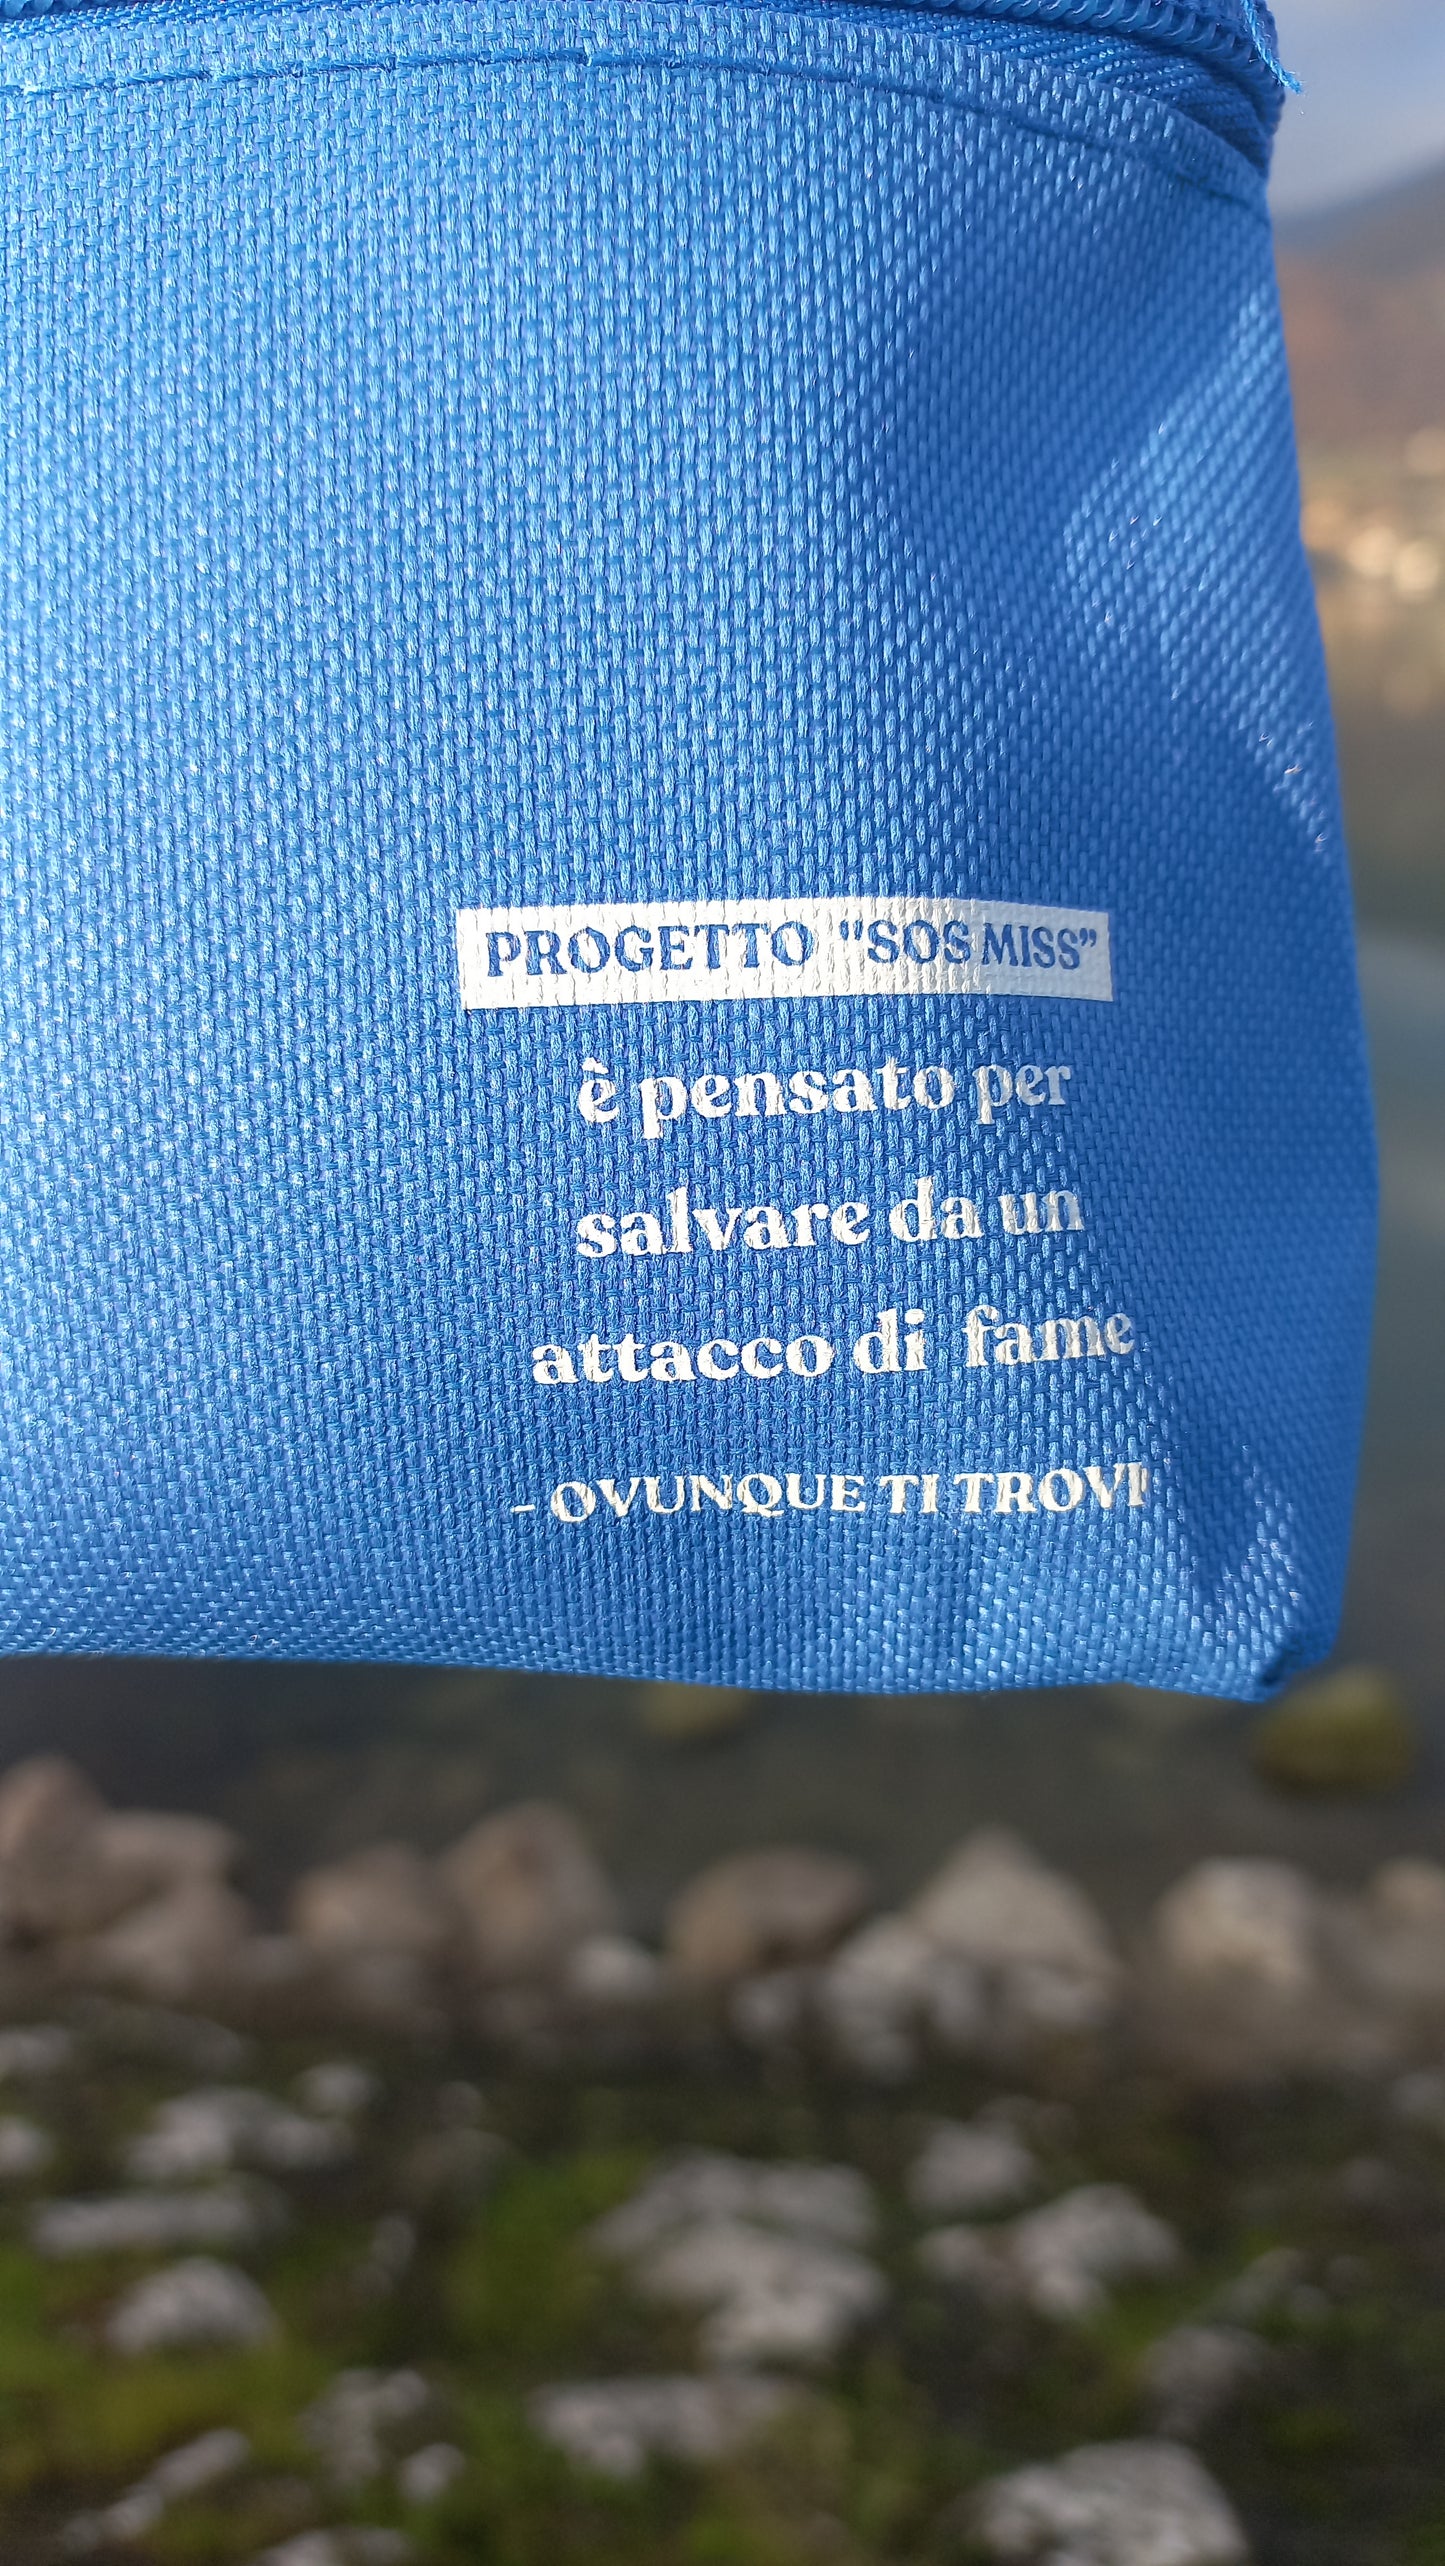 PROGETTO "SOS MISS"
è pensato per
salvare da un
attacco di fame
- OVUNQUE TI TROVI